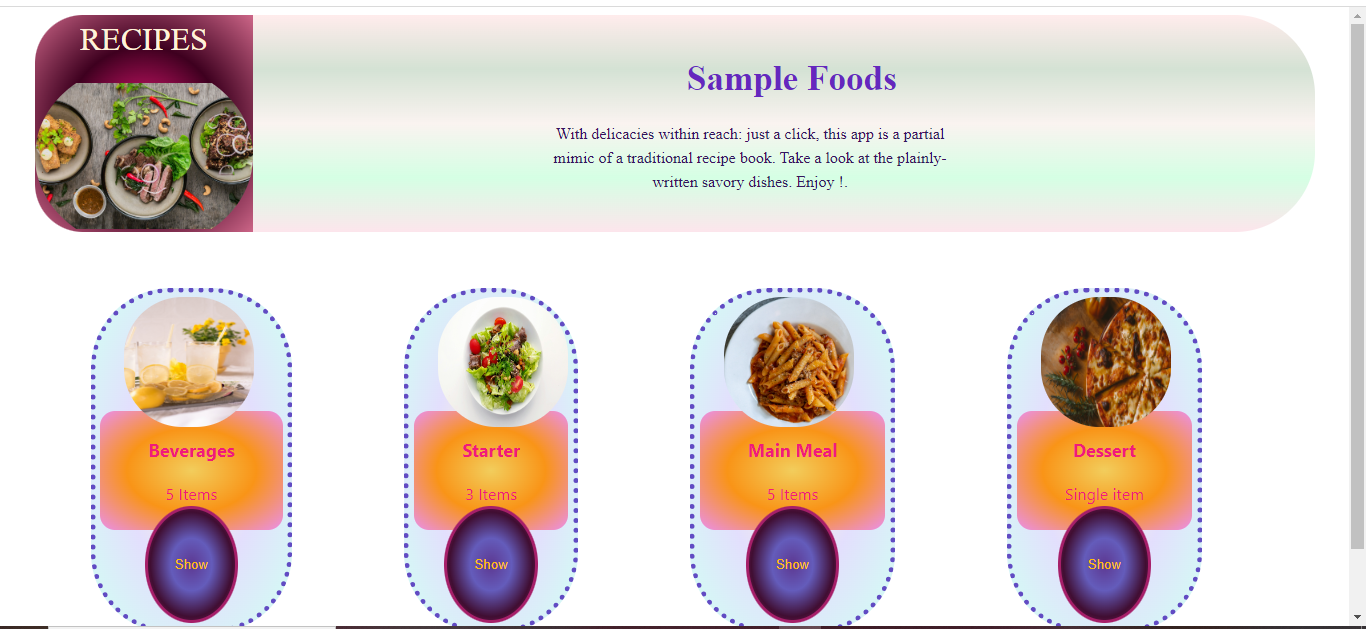 RECIPES
Sample Foods
With delicacies within reach: just a click, this app is a partial
mimic of a traditional recipe book. Take a look at the plainly-
written savory dishes. Enjoy !.
Beverages
5 Items
Show
Starter
3 Items
Show
Main Meal
5 Items
Show
Dessert
Single item
Show